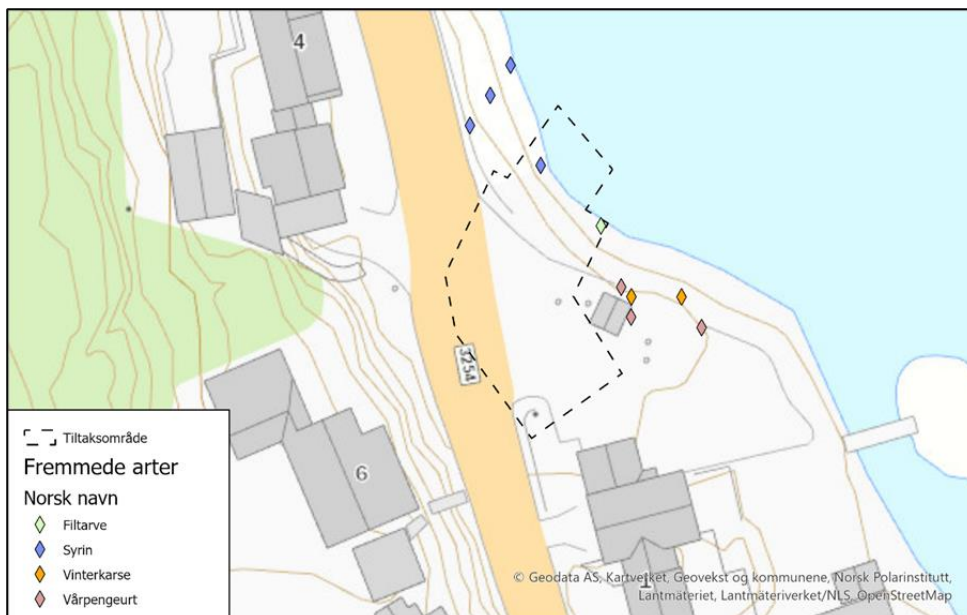 4
3254
6
1
Tiltaksområde
Fremmede arter
Norsk navn
Filtarve
Syrin
Vinterkarse
Vårpengeurt
© Geodata AS, Kartverket, Geovekst og kommunene, Norsk Polarinstitutt,
Lantmäteriet, Lantmäteriverket/NLS, OpenStreetMap